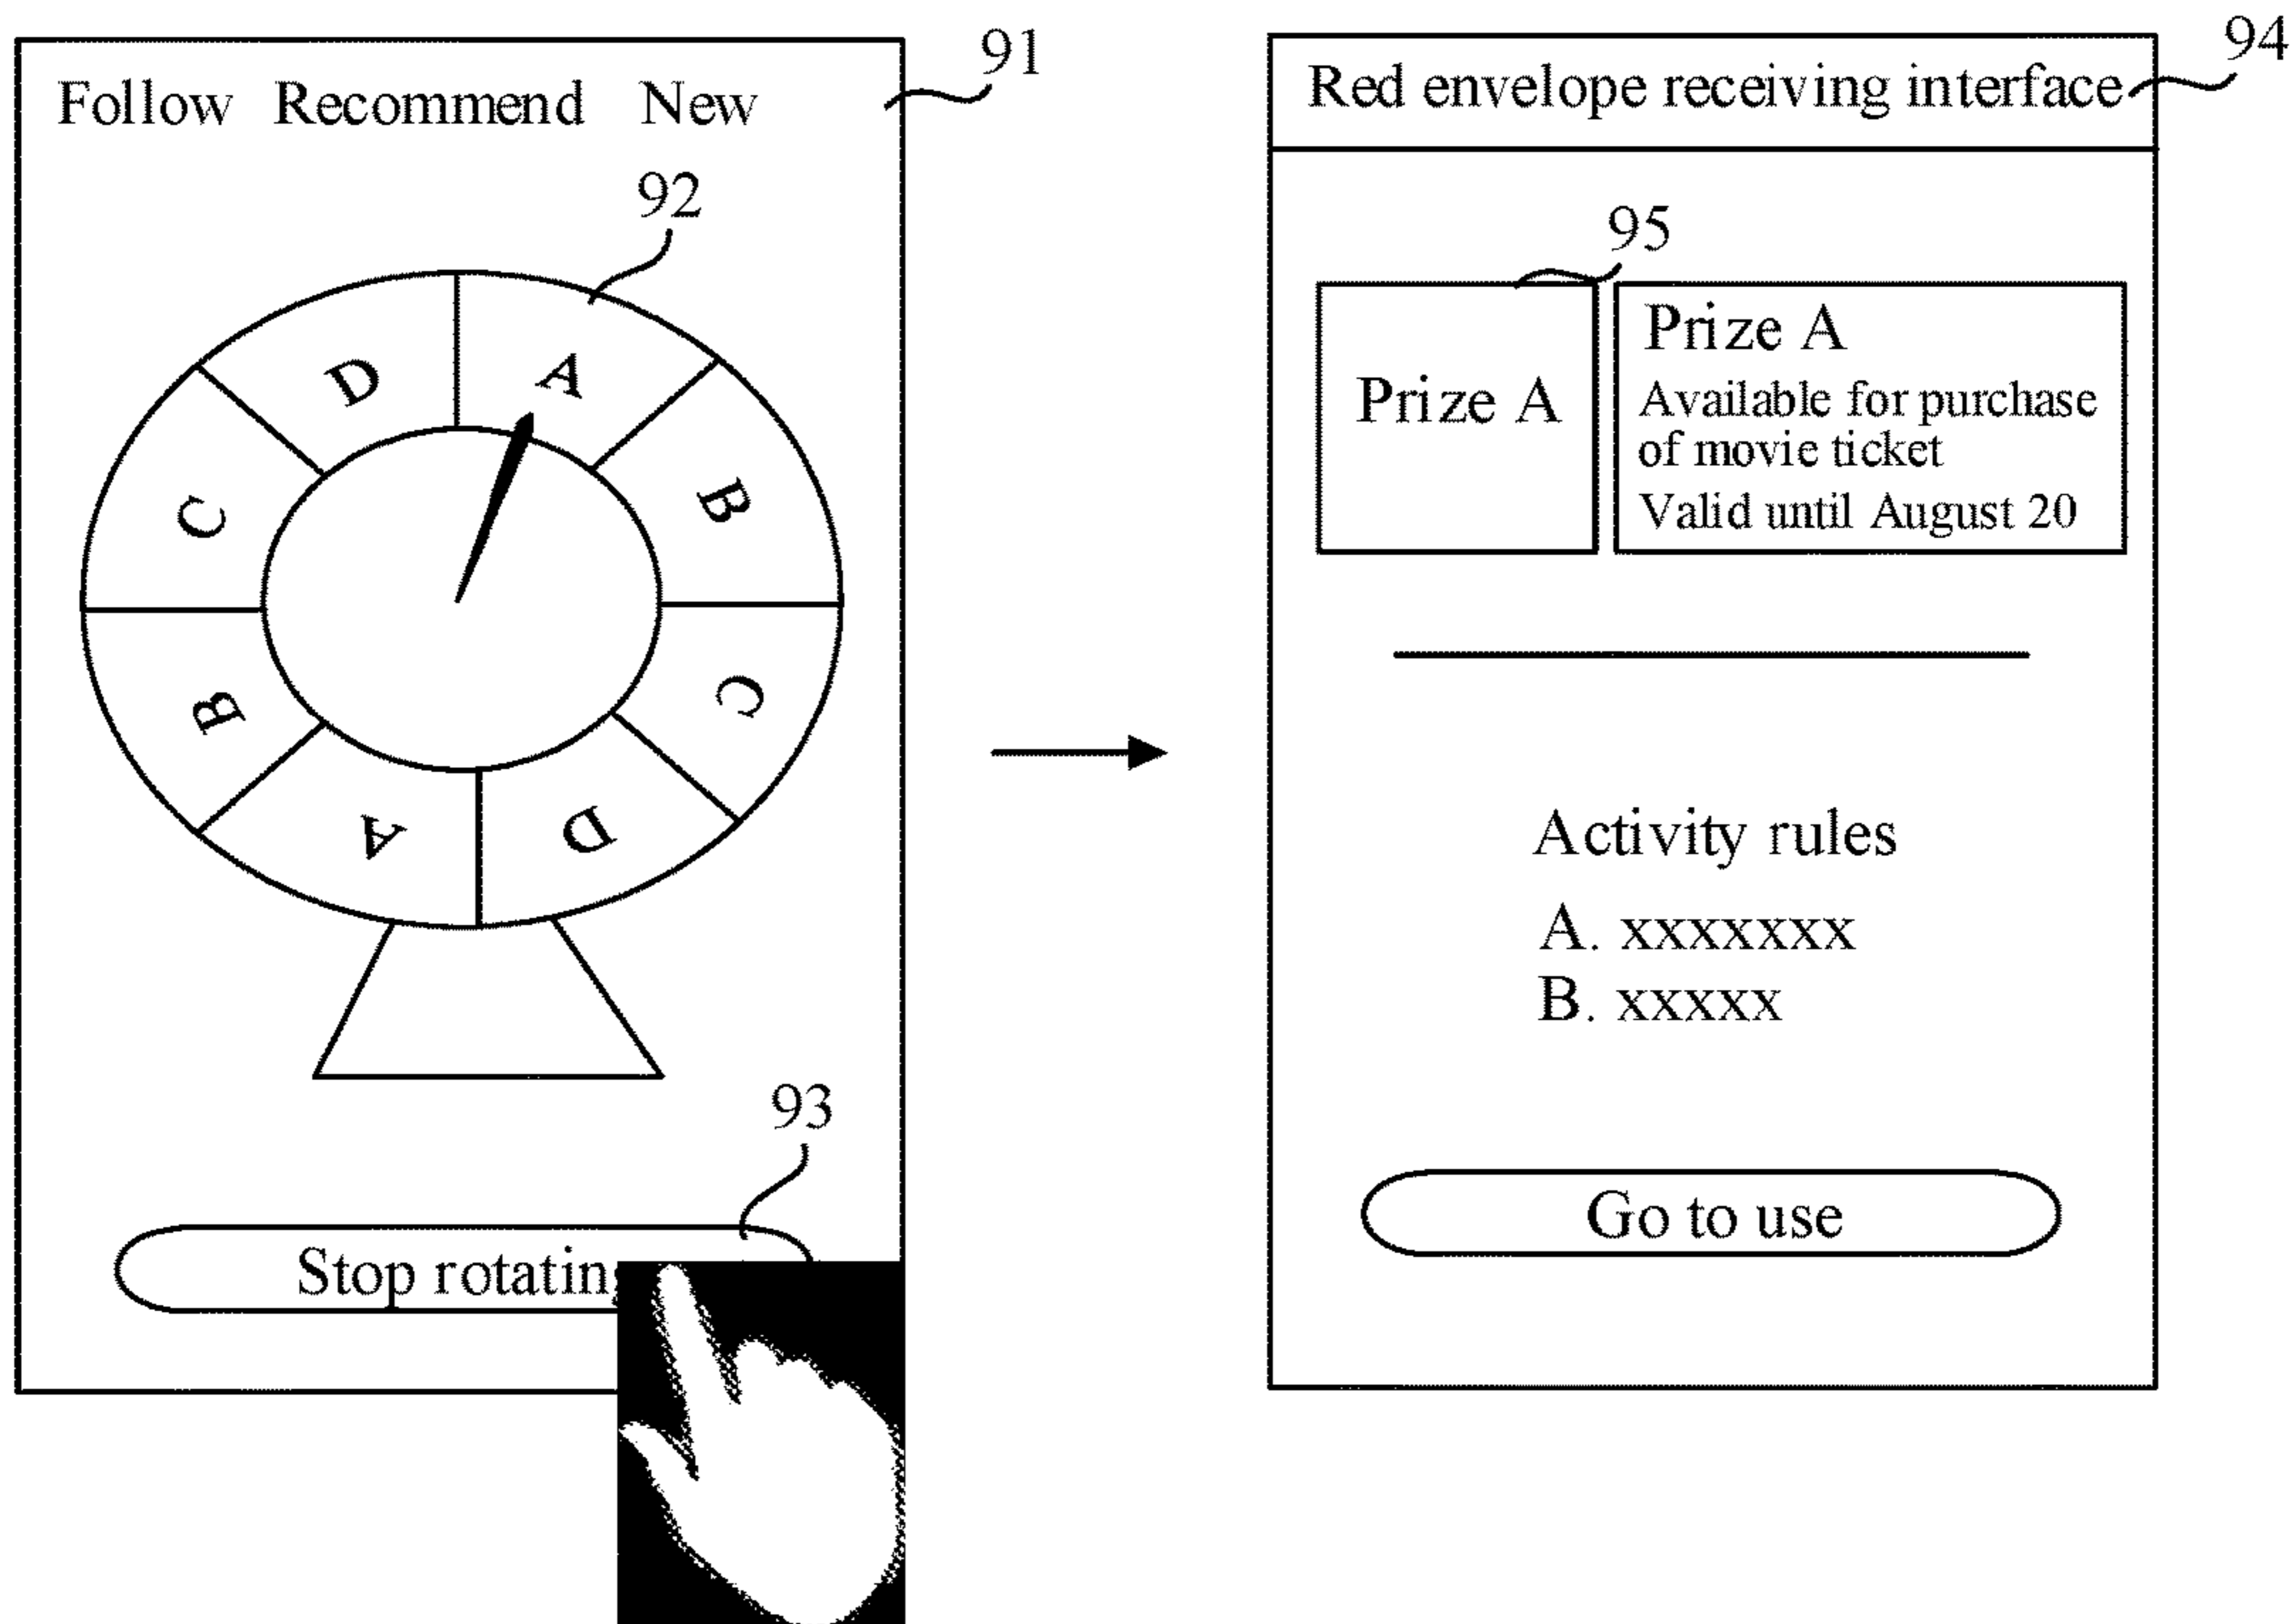 91
Follow Recommend New
92
D A
C B
B C
A D
93
Stop rotatin
94
Red envelope receiving interface
95
Prize A
Prize A
Available for purchase
of movie ticket
Valid until August 20
Activity rules
A. xxxxxxx
B. xxxxx
Go to use